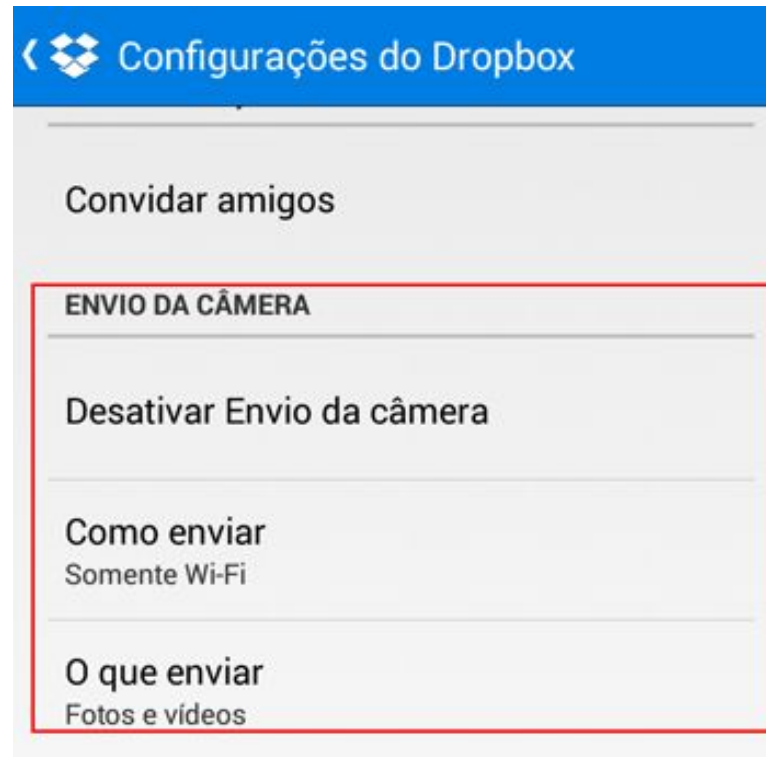 Configurações do Dropbox
Convidar amigos
ENVIO DA CÂMERA
Desativar Envio da câmera
Como enviar
Somente Wi-Fi
O que enviar
Fotos e vídeos